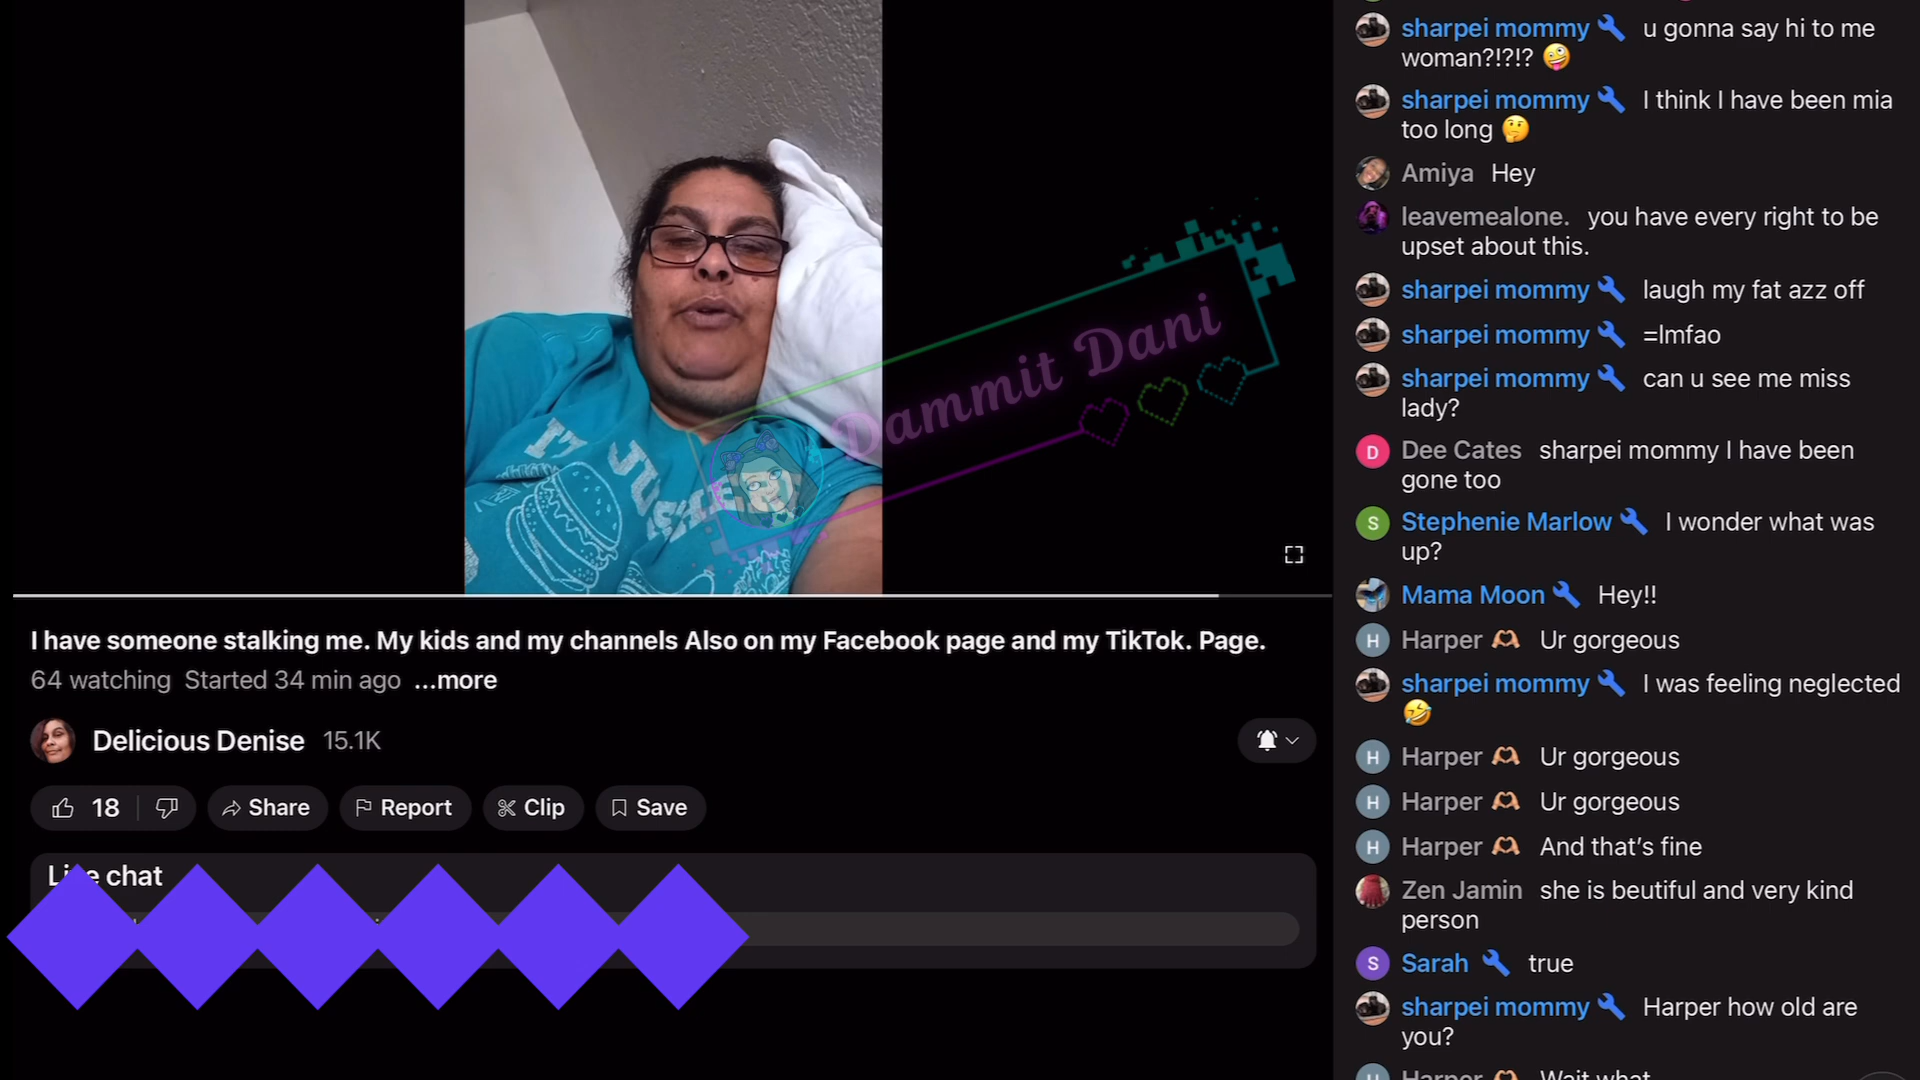 sharpei mommy u gonna say hi to me
woman?!?!? 🤪
sharpei mommy I think I have been mia
too long 🤔
Amiya Hey
leavemealone. you have every right to be
upset about this.
sharpei mommy laugh my fat azz off
sharpei mommy =lmfao
sharpei mommy can u see me miss
lady?
D Dee Cates sharpei mommy I have been
gone too
S Stephenie Marlow I wonder what was
up?
Mama Moon Hey!!
H Harper 🫶🏼 Ur gorgeous
sharpei mommy I was feeling neglected
🤣
H Harper 🫶🏼 Ur gorgeous
H Harper 🫶🏼 Ur gorgeous
H Harper 🫶🏼 And that's fine
Zen Jamin she is beutiful and very kind
person
S Sarah true
sharpei mommy Harper how old are
you?
Harper 🫶🏼 Wait what
IT JUST
Dammit Dani
I have someone stalking me. My kids and my channels Also on my Facebook page and my TikTok. Page.
64 watching Started 34 min ago ...more
Delicious Denise 15.1K
18 Share Report Clip Save
Live chat